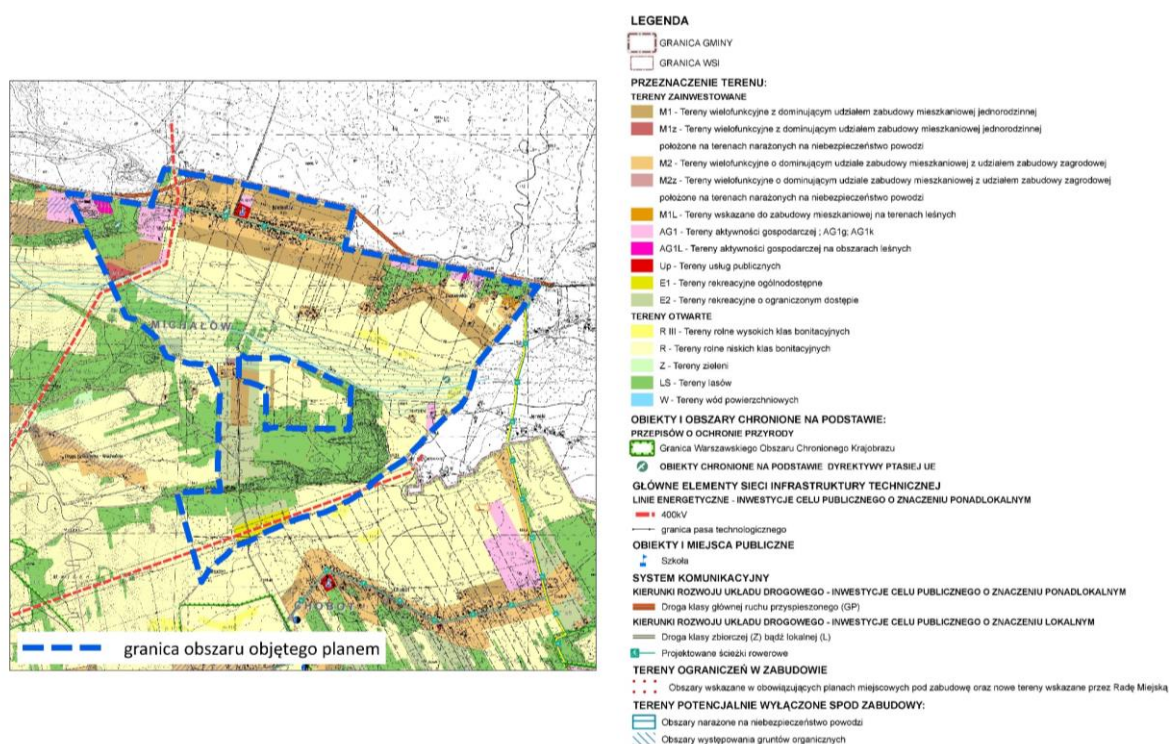 MICHAŁÓW
CHOBOT
granica obszaru objętego planem
LEGENDA
GRANICA GMINY
GRANICA WSI
PRZEZNACZENIE TERENU:
TERENY ZAINWESTOWANE
M1 - Tereny wielofunkcyjne z dominującym udziałem zabudowy mieszkaniowej jednorodzinnej
M1z - Tereny wielofunkcyjne z dominującym udziałem zabudowy mieszkaniowej jednorodzinnej
położone na terenach narażonych na niebezpieczeństwo powodzi
M2 - Tereny wielofunkcyjne o dominującym udziale zabudowy mieszkaniowej z udziałem zabudowy zagrodowej
M2z - Tereny wielofunkcyjne o dominującym udziale zabudowy mieszkaniowej z udziałem zabudowy zagrodowej
położone na terenach narażonych na niebezpieczeństwo powodzi
M1L - Tereny wskazane do zabudowy mieszkaniowej na terenach leśnych
AG1 - Tereny aktywności gospodarczej ; AG1g; AG1k
AG1L - Tereny aktywności gospodarczej na obszarach leśnych
Up - Tereny usług publicznych
E1 - Tereny rekreacyjne ogólnodostępne
E2 - Tereny rekreacyjne o ograniczonym dostępie
TERENY OTWARTE
R III - Tereny rolne wysokich klas bonitacyjnych
R - Tereny rolne niskich klas bonitacyjnych
Z - Tereny zieleni
LS - Tereny lasów
W - Tereny wód powierzchniowych
OBIEKTY I OBSZARY CHRONIONE NA PODSTAWIE:
PRZEPISÓW O OCHRONIE PRZYRODY
Granica Warszawskiego Obszaru Chronionego Krajobrazu
OBIEKTY CHRONIONE NA PODSTAWIE DYREKTYWY PTASIEJ UE
GŁÓWNE ELEMENTY SIECI INFRASTRUKTURY TECHNICZNEJ
LINIE ENERGETYCZNE - INWESTYCJE CELU PUBLICZNEGO O ZNACZENIU PONADLOKALNYM
400kV
granica pasa technologicznego
OBIEKTY I MIEJSCA PUBLICZNE
Szkoła
SYSTEM KOMUNIKACYJNY
KIERUNKI ROZWOJU UKŁADU DROGOWEGO - INWESTYCJE CELU PUBLICZNEGO O ZNACZENIU PONADLOKALNYM
Droga klasy głównej ruchu przyspieszonego (GP)
KIERUNKI ROZWOJU UKŁADU DROGOWEGO - INWESTYCJE CELU PUBLICZNEGO O ZNACZENIU LOKALNYM
Droga klasy zbiorczej (Z) bądź lokalnej (L)
Projektowane ścieżki rowerowe
TERENY OGRANICZEŃ W ZABUDOWIE
Obszary wskazane w obowiązujących planach miejscowych pod zabudowę oraz nowe tereny wskazane przez Radę Miejską
TERENY POTENCJALNIE WYŁĄCZONE SPOD ZABUDOWY:
Obszary narażone na niebezpieczeństwo powodzi
Obszary występowania gruntów organicznych